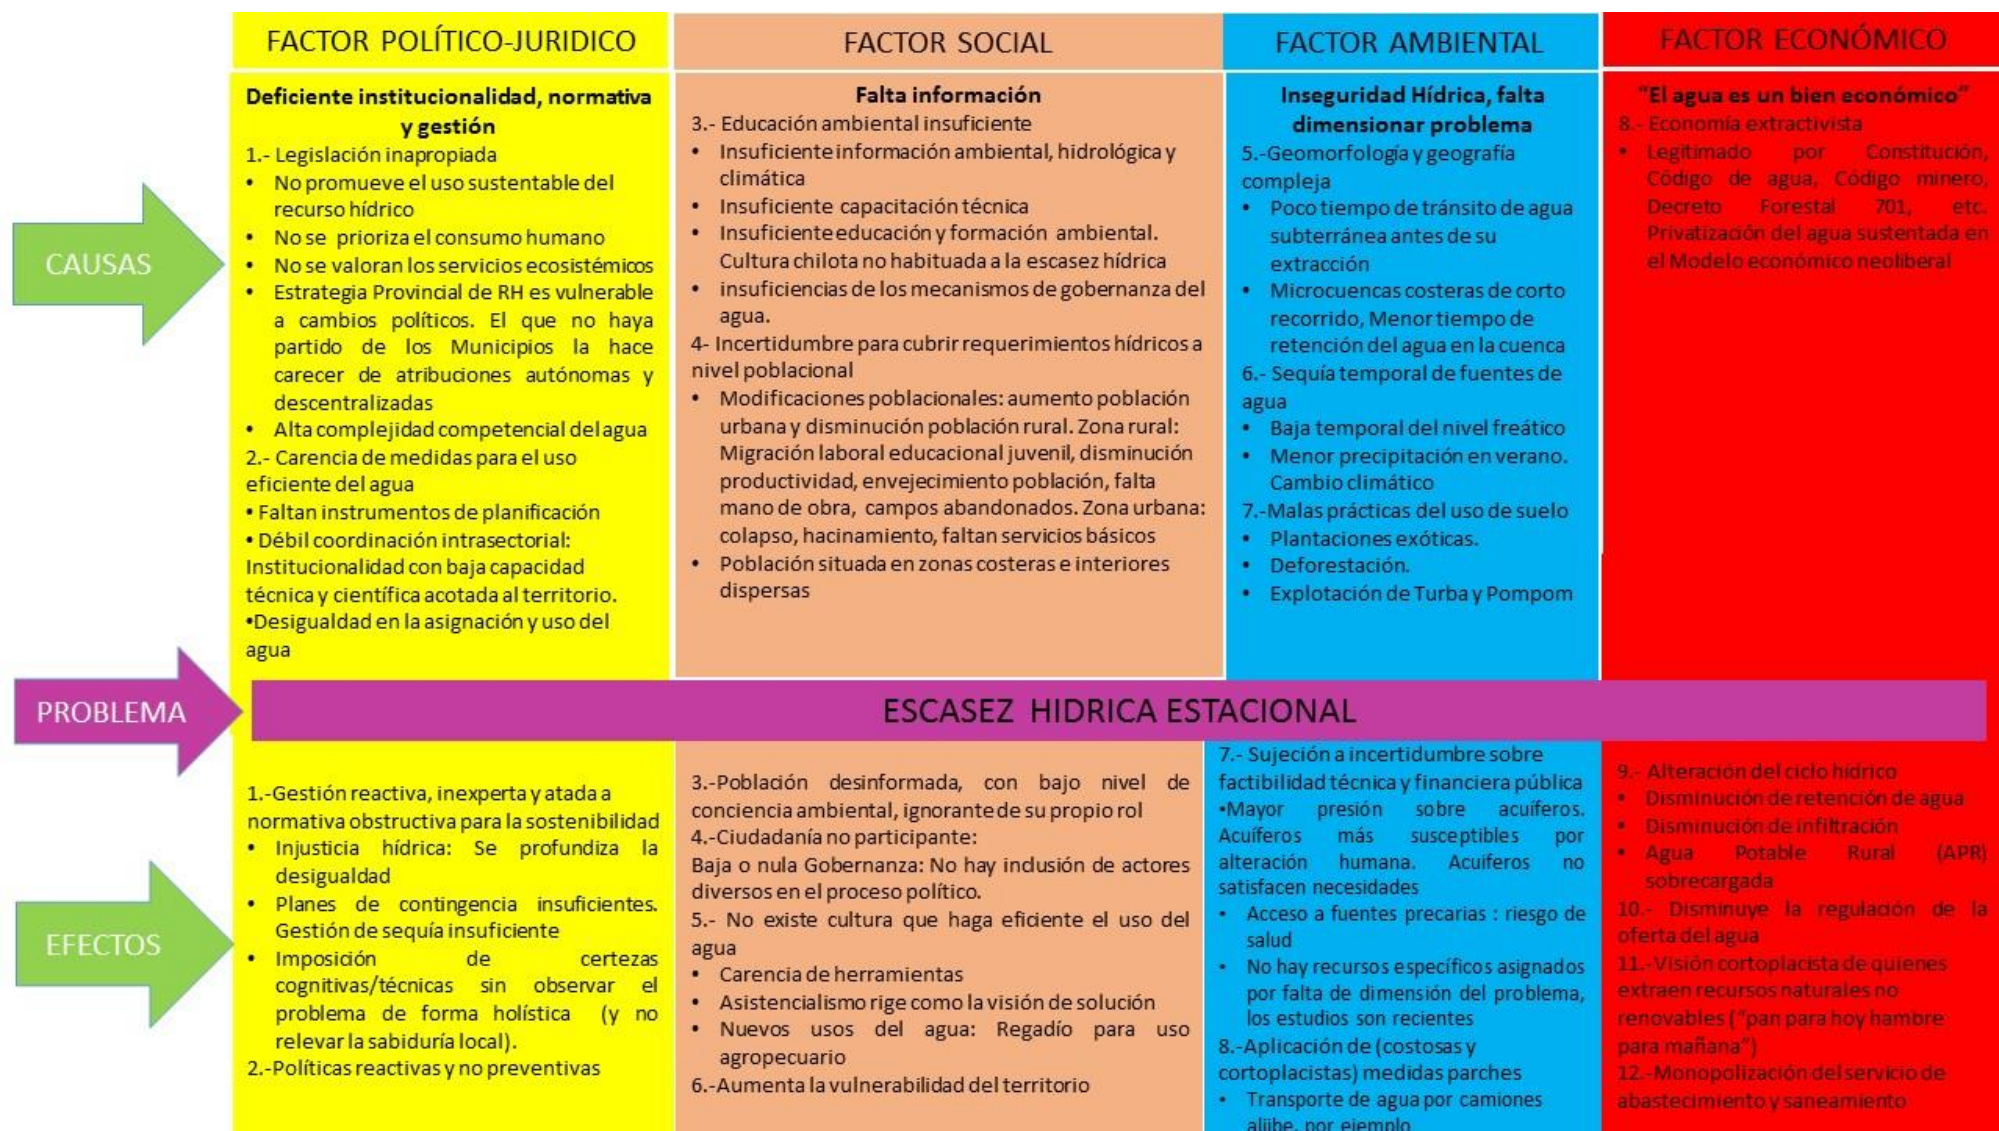 FACTOR POLÍTICO-JURIDICO
Deficiente institucionalidad, normativa
y gestión
1.- Legislación inapropiada
• No promueve el uso sustentable del
recurso hídrico
• No se prioriza el consumo humano
• No se valoran los servicios ecosistémicos
• Estrategia Provincial de RH es vulnerable
a cambios políticos. El que no haya
partido de los Municipios la hace
carecer de atribuciones autónomas y
descentralizadas
• Alta complejidad competencial del agua
2.- Carencia de medidas para el uso
eficiente del agua
• Faltan instrumentos de planificación
• Débil coordinación intrasectorial:
Institucionalidad con baja capacidad
técnica y científica acotada al territorio.
•Desigualdad en la asignación y uso del
agua
FACTOR SOCIAL
Falta información
3.- Educación ambiental insuficiente
• Insuficiente información ambiental, hidrológica y
climática
• Insuficiente capacitación técnica
• Insuficiente educación y formación ambiental.
Cultura chilota no habituada a la escasez hídrica
• insuficiencias de los mecanismos de gobernanza del
agua.
4- Incertidumbre para cubrir requerimientos hídricos a
nivel poblacional
• Modificaciones poblacionales: aumento población
urbana y disminución población rural. Zona rural:
Migración laboral educacional juvenil, disminución
productividad, envejecimiento población, falta
mano de obra, campos abandonados. Zona urbana:
colapso, hacinamiento, faltan servicios básicos
• Población situada en zonas costeras e interiores
dispersas
FACTOR AMBIENTAL
Inseguridad Hídrica, falta
dimensionar problema
5.-Geomorfología y geografía
compleja
• Poco tiempo de tránsito de agua
subterránea antes de su
extracción
• Microcuencas costeras de corto
recorrido, Menor tiempo de
retención del agua en la cuenca
6.- Sequía temporal de fuentes de
agua
• Baja temporal del nivel freático
• Menor precipitación en verano.
Cambio climático
7.-Malas prácticas del uso de suelo
• Plantaciones exóticas.
• Deforestación.
• Explotación de Turba y Pompom
FACTOR ECONÓMICO
“El agua es un bien económico”
8.- Economía extractivista
• Legitimado por Constitución,
Código de agua, Código minero,
Decreto Forestal 701, etc.
Privatización del agua sustentada en
el Modelo económico neoliberal
CAUSAS
PROBLEMA
ESCASEZ HIDRICA ESTACIONAL
EFECTOS
1.-Gestión reactiva, inexperta y atada a
normativa obstructiva para la sostenibilidad
• Injusticia hídrica: Se profundiza la
desigualdad
• Planes de contingencia insuficientes.
Gestión de sequía insuficiente
• Imposición de certezas
cognitivas/técnicas sin observar el
problema de forma holística (y no
relevar la sabiduría local).
2.-Políticas reactivas y no preventivas
3.-Población desinformada, con bajo nivel de
conciencia ambiental, ignorante de su propio rol
4.-Ciudadanía no participante:
Baja o nula Gobernanza: No hay inclusión de actores
diversos en el proceso político.
5.- No existe cultura que haga eficiente el uso del
agua
• Carencia de herramientas
• Asistencialismo rige como la visión de solución
• Nuevos usos del agua: Regadío para uso
agropecuario
6.-Aumenta la vulnerabilidad del territorio
7.- Sujeción a incertidumbre sobre
factibilidad técnica y financiera pública
•Mayor presión sobre acuíferos.
Acuíferos más susceptibles por
alteración humana. Acuiferos no
satisfacen necesidades
• Acceso a fuentes precarias : riesgo de
salud
• No hay recursos específicos asignados
por falta de dimensión del problema,
los estudios son recientes
8.-Aplicación de (costosas y
cortoplacistas) medidas parches
• Transporte de agua por camiones
aljibe, por ejemplo
9.- Alteración del ciclo hídrico
• Disminución de retención de agua
• Disminución de infiltración
• Agua Potable Rural (APR)
sobrecargada
10.- Disminuye la regulación de la
oferta del agua
11.-Visión cortoplacista de quienes
extraen recursos naturales no
renovables (“pan para hoy hambre
para mañana”)
12.-Monopolización del servicio de
abastecimiento y saneamiento